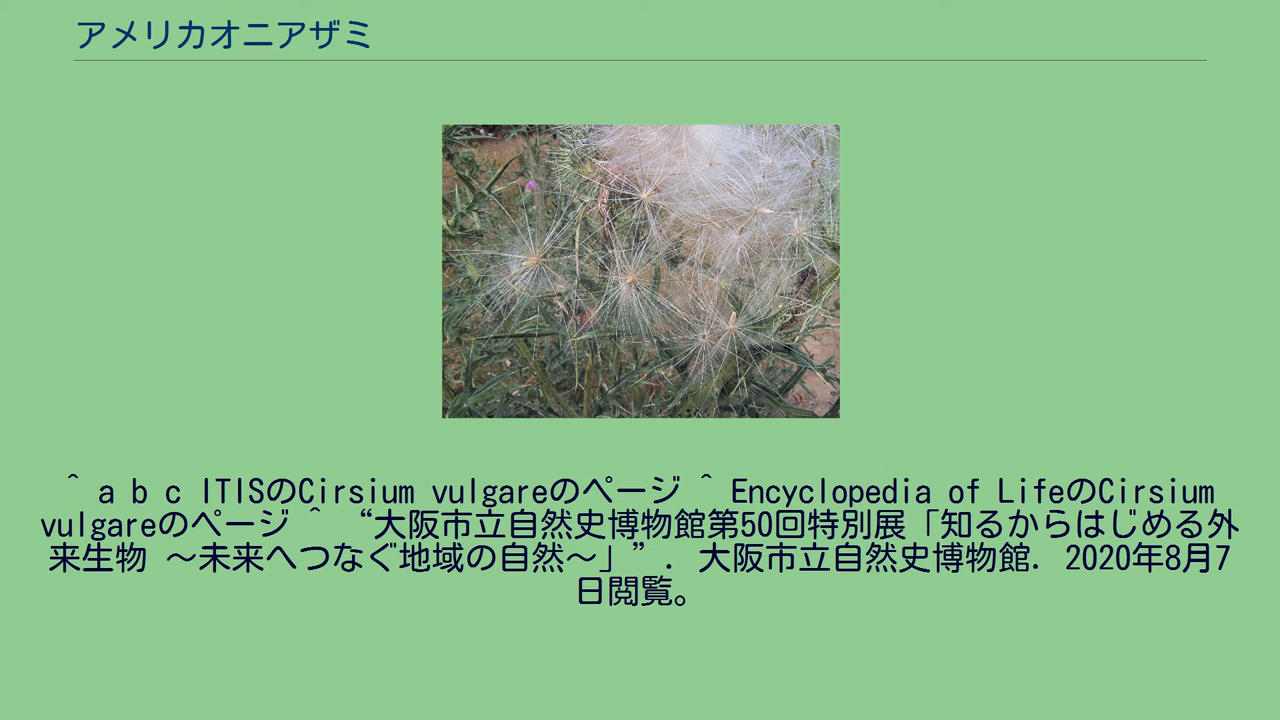 アメリカオニアザミ
^ a b c ITISのCirsium vulgareのページ ^ Encyclopedia of LifeのCirsium
vulgareのページ ^ “大阪市立自然史博物館第50回特別展「知るからはじめる外
来生物 ～未来へつなぐ地域の自然～」”. 大阪市立自然史博物館. 2020年8月7
日閲覧。